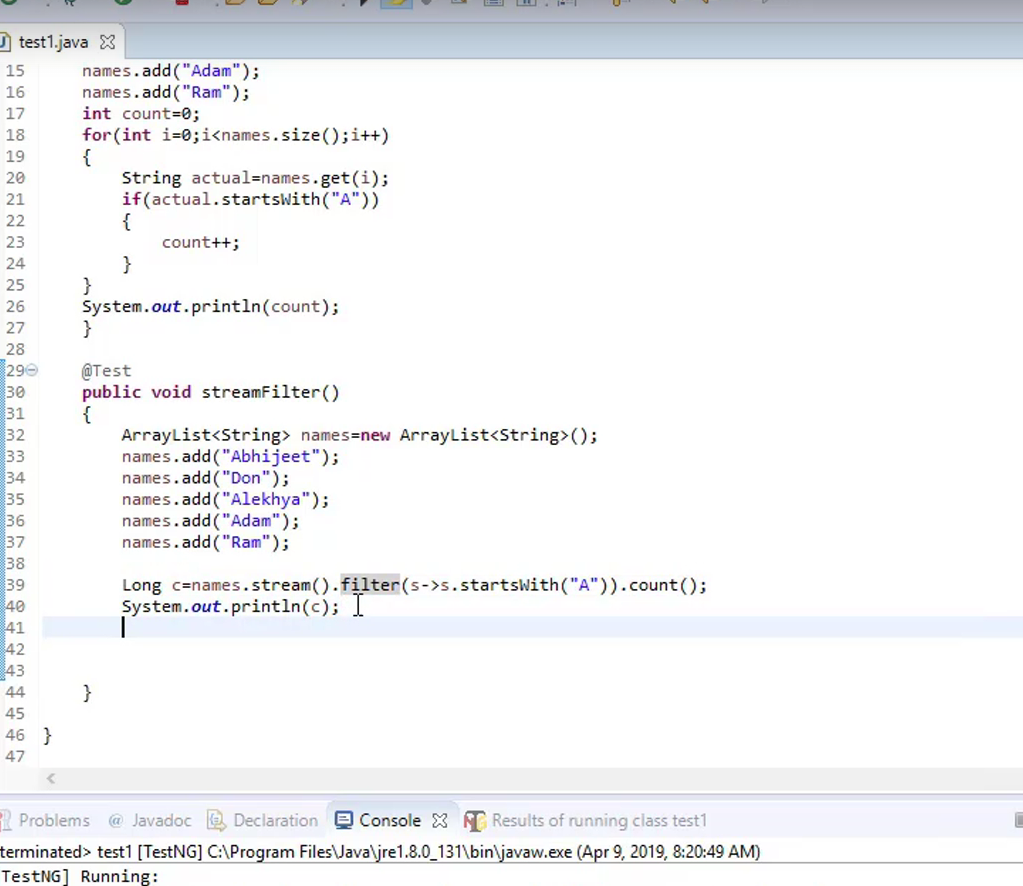 test1.java
15 names.add("Adam");
16 names.add("Ram");
17 int count=0;
18 for(int i=0;i<names.size();i++)
19 {
20 String actual=names.get(i);
21 if(actual.startsWith("A"))
22 {
23 count++;
24 }
25 }
26 System.out.println(count);
27 }
28
29 @Test
30 public void streamFilter()
31 {
32 ArrayList<String> names=new ArrayList<String>();
33 names.add("Abhijeet");
34 names.add("Don");
35 names.add("Alekhya");
36 names.add("Adam");
37 names.add("Ram");
38
39 Long c=names.stream().filter(s->s.startsWith("A")).count();
40 System.out.println(c);
41
42
43
44 }
45
46 }
47
Problems @ Javadoc Declaration Console Results of running class test1
terminated> test1 [TestNG] C:\Program Files\Java\jre1.8.0_131\bin\javaw.exe (Apr 9, 2019, 8:20:49 AM)
TestNG] Running: